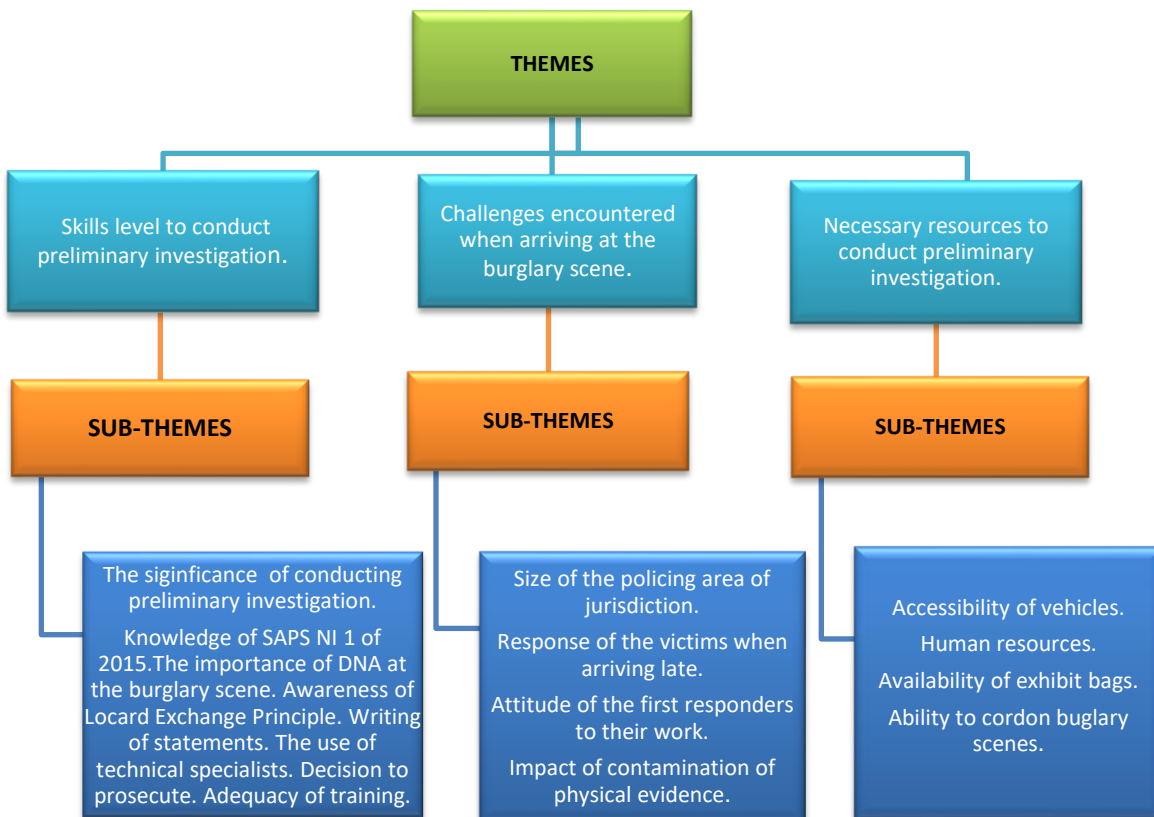 THEMES
Skills level to conduct
preliminary investigation.
Challenges encountered
when arriving at the
burglary scene.
Necessary resources to
conduct preliminary
investigation.
SUB-THEMES
SUB-THEMES
SUB-THEMES
The siginficance of conducting
preliminary investigation.
Knowledge of SAPS NI 1 of
2015.The importance of DNA at
the burglary scene. Awareness of
Locard Exchange Principle. Writing
of statements. The use of
technical specialists. Decision to
prosecute. Adequacy of training.
Size of the policing area of
jurisdiction.
Response of the victims when
arriving late.
Attitude of the first responders
to their work.
Impact of contamination of
physical evidence.
Accessibility of vehicles.
Human resources.
Availability of exhibit bags.
Ability to cordon buglary
scenes.